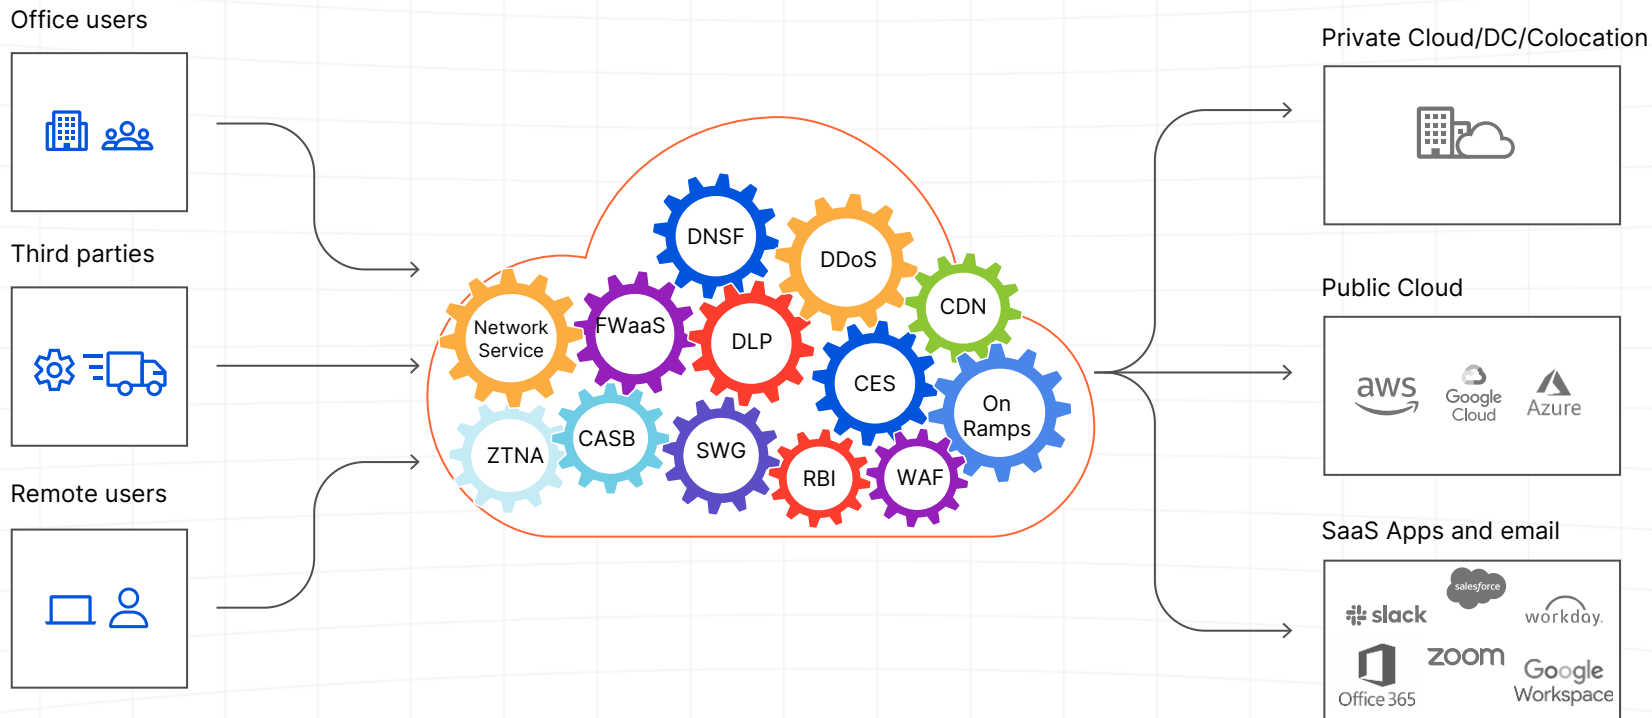 Office users
Third parties
Remote users
DNSF
DDoS
CDN
Network
Service
FWaaS
DLP
CES
On
Ramps
ZTNA
CASB
SWG
RBI
WAF
Private Cloud/DC/Colocation
Public Cloud
aws
Google
Cloud
Azure
SaaS Apps and email
salesforce
slack
workday.
Office 365
zoom
Google
Workspace